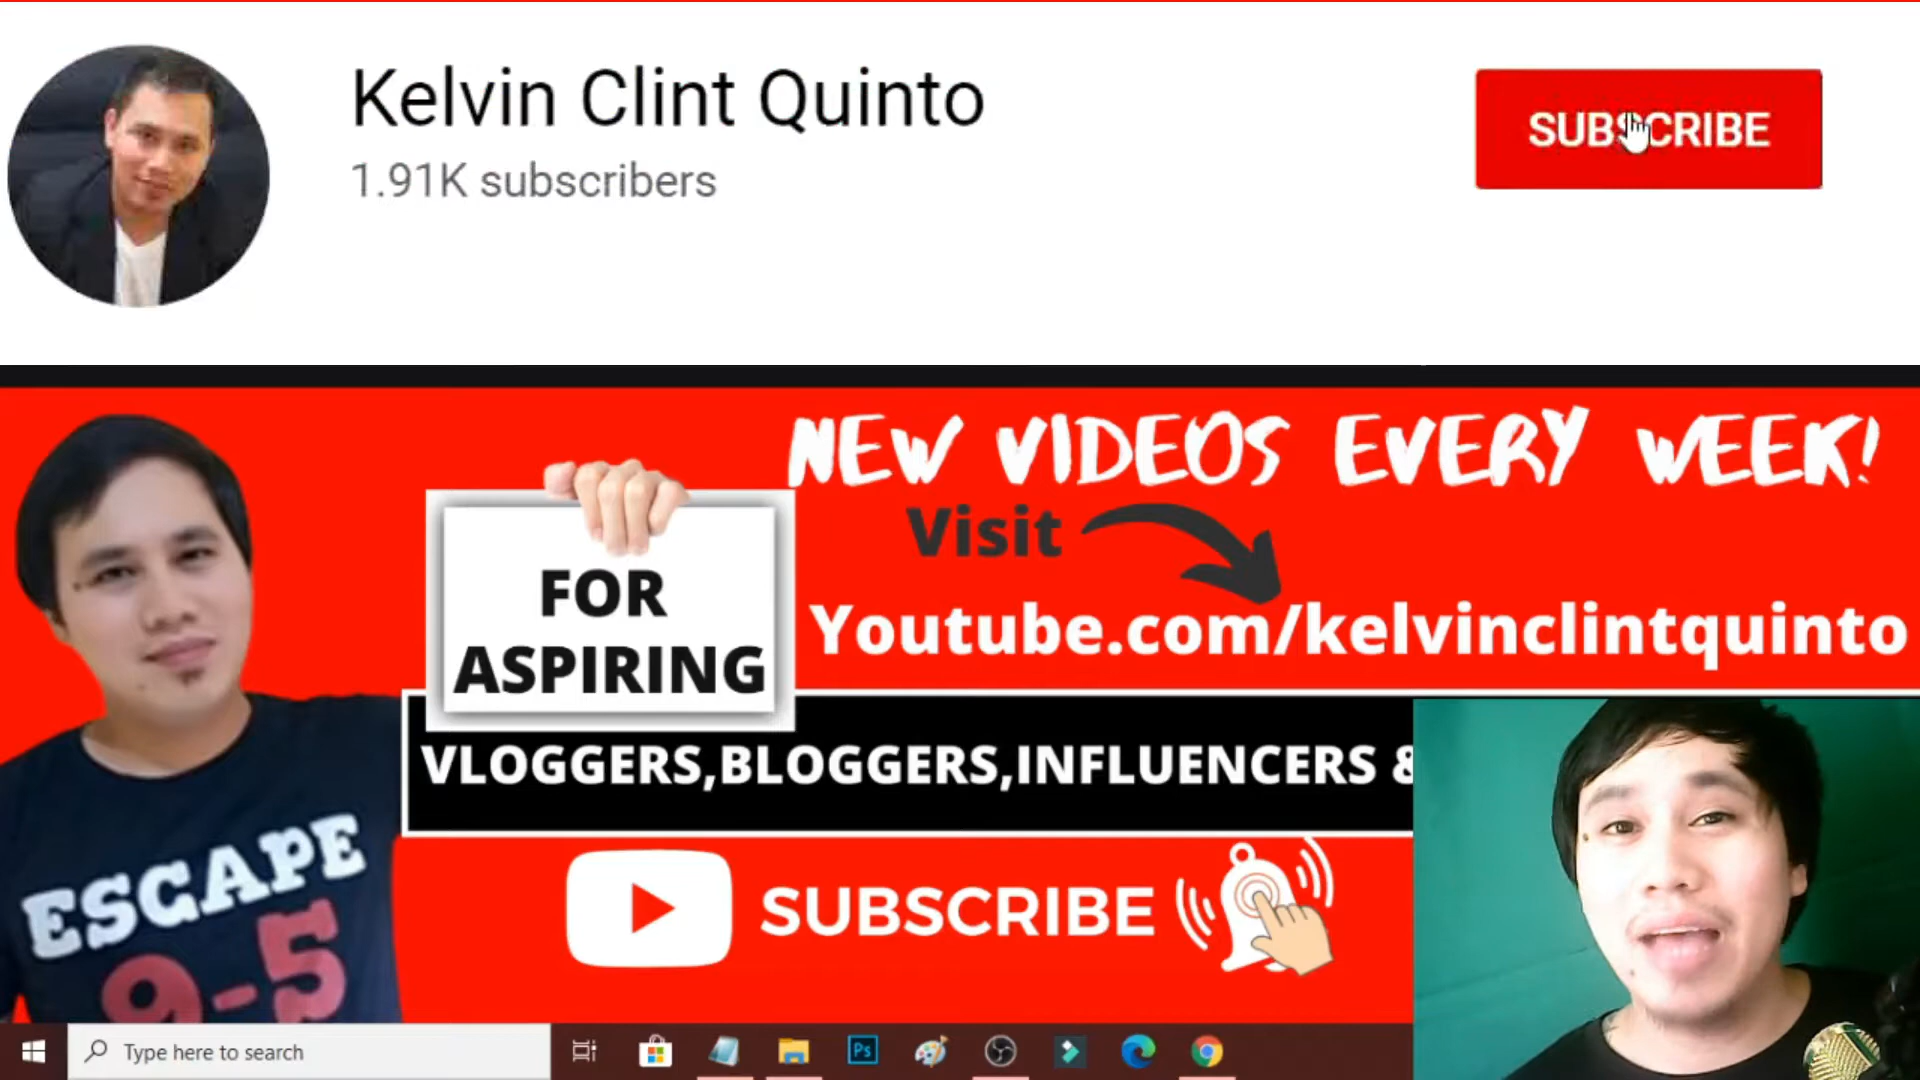 Kelvin Clint Quinto
1.91K subscribers
SUBSCRIBE
NEW VIDEOS EVERY WEEK!
Visit
Youtube.com/kelvinclintquinto
FOR
ASPIRING
VLOGGERS,BLOGGERS,INFLUENCERS &
SUBSCRIBE
ESCAPE
9-5
Type here to search
Ps